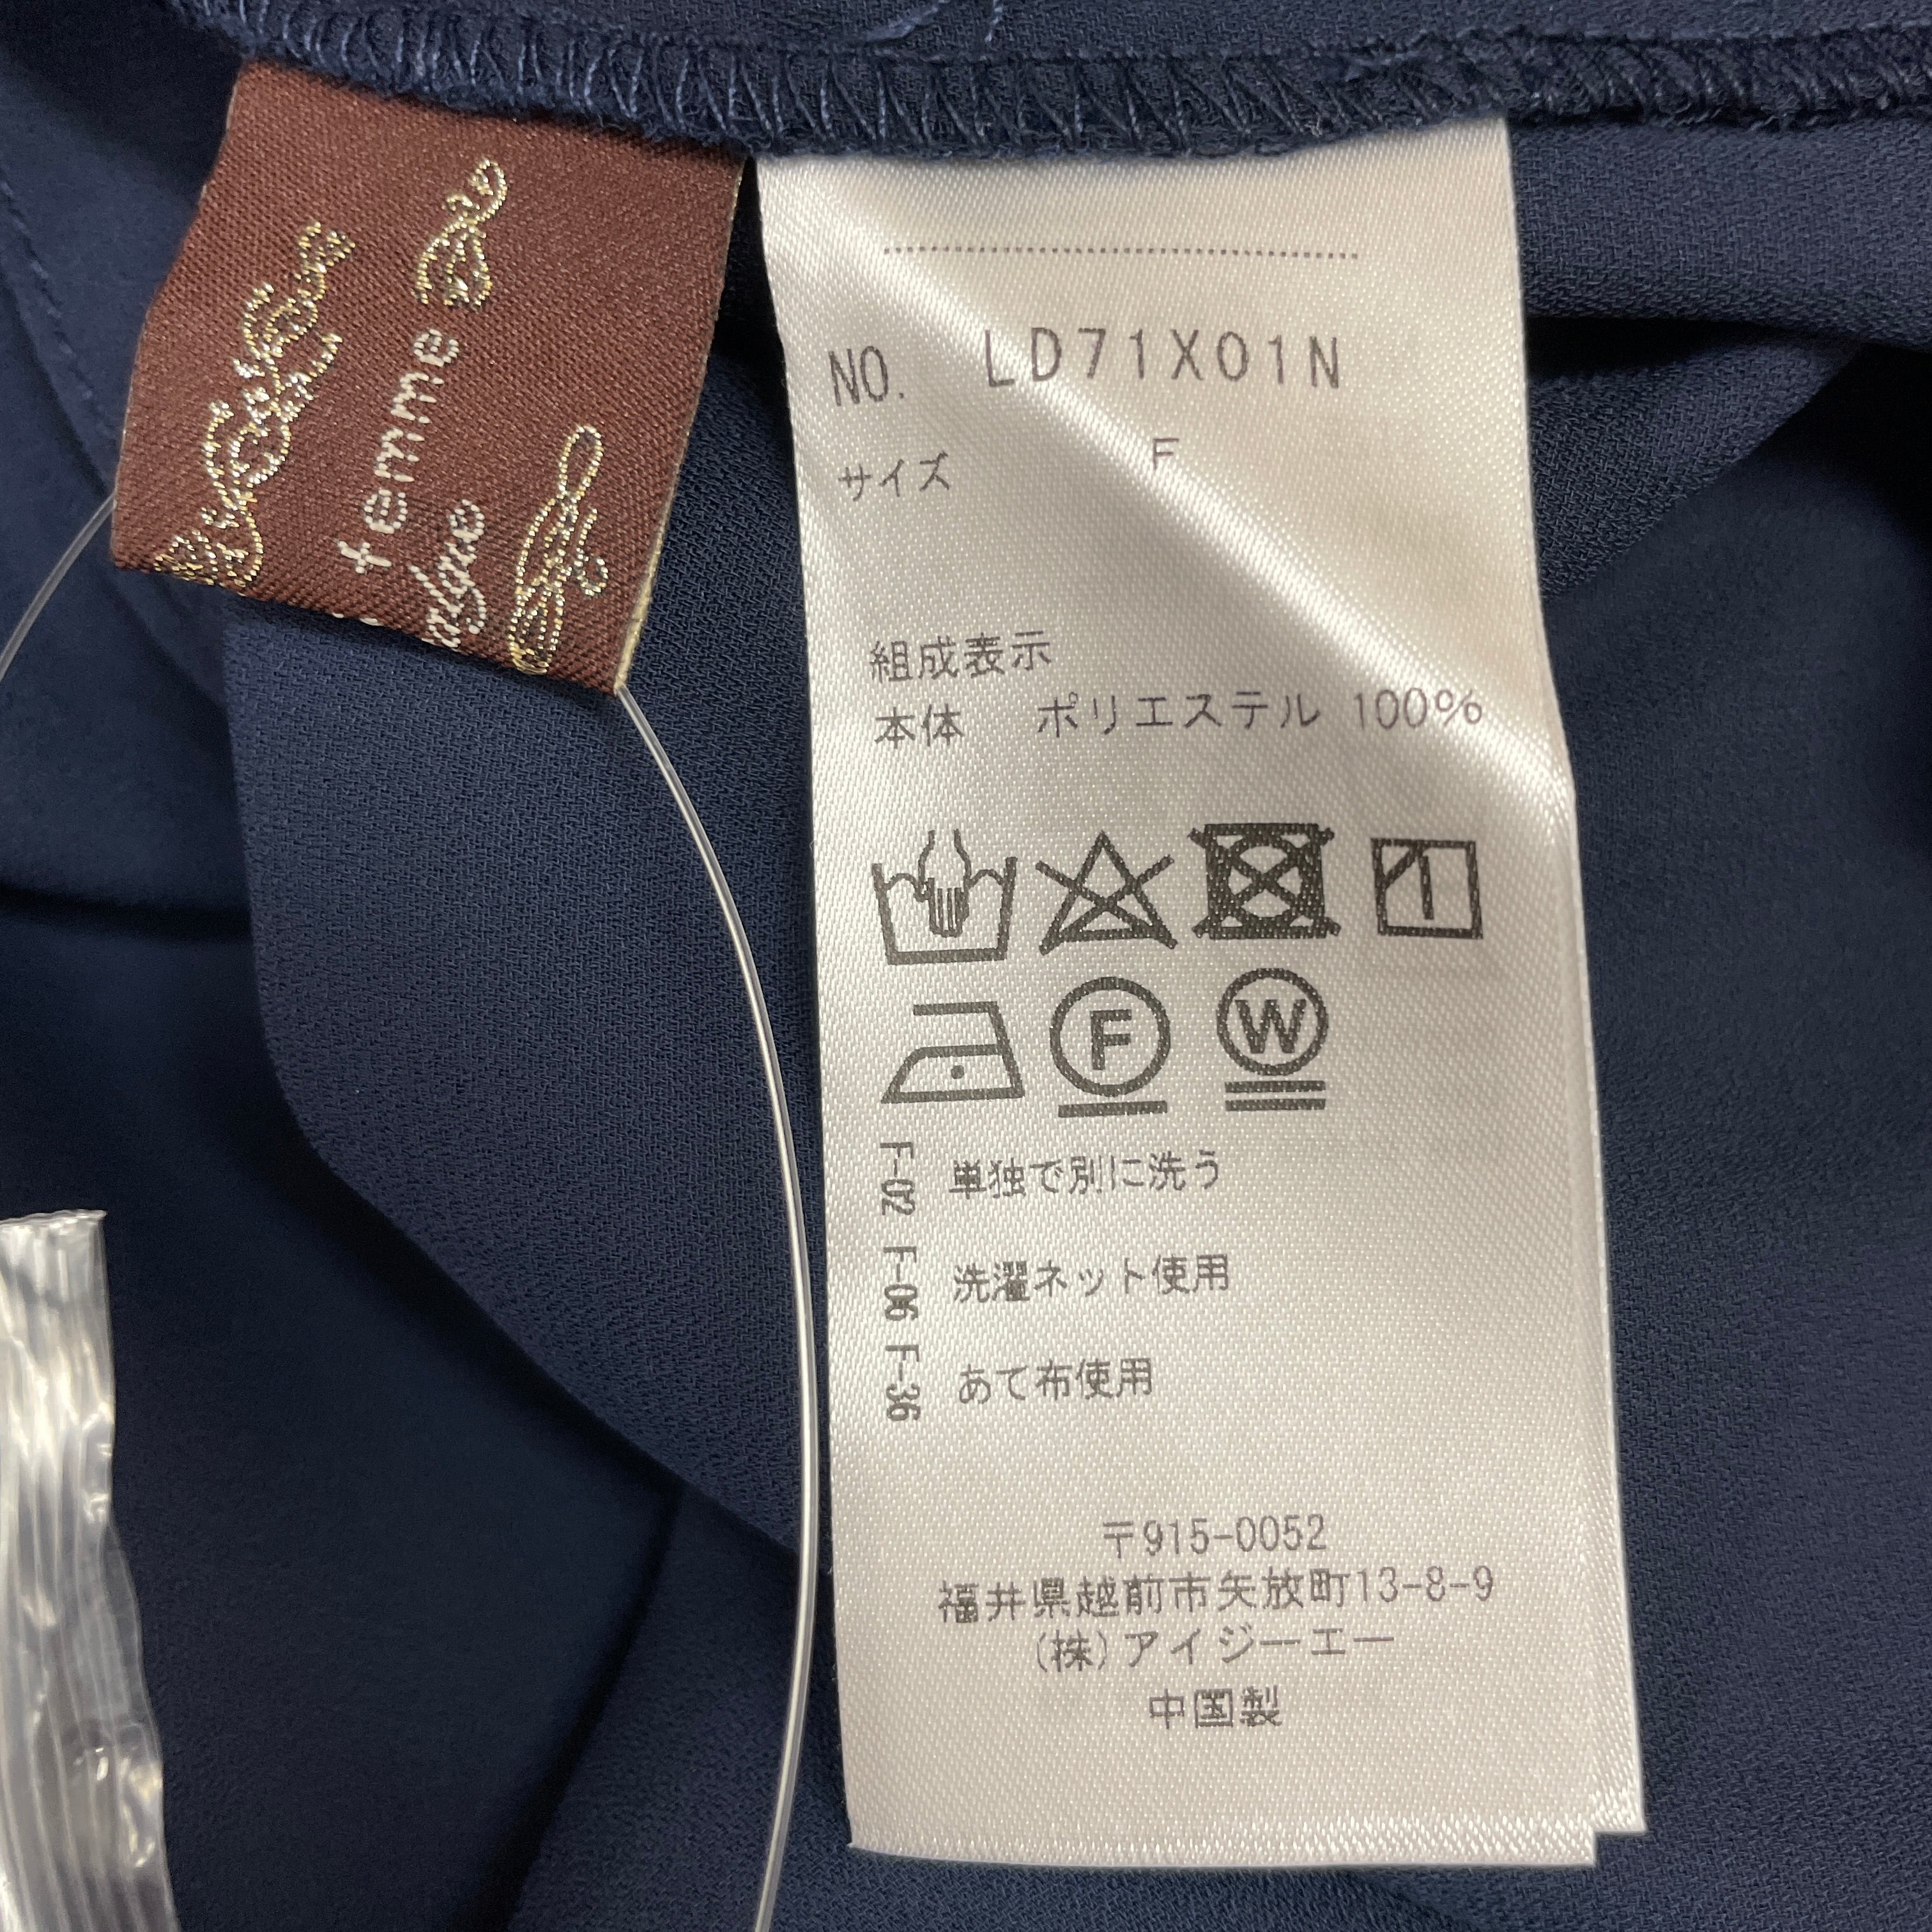 femme
NO. LD71X01N
サイズ F
組成表示
本体 ポリエステル 100%
F
W
F-02 F-06 F-36
単独で別に洗う
洗濯ネット使用
あて布使用
〒915-0052
福井県越前市矢放町13-8-9
(株)アイジーエー
中国製